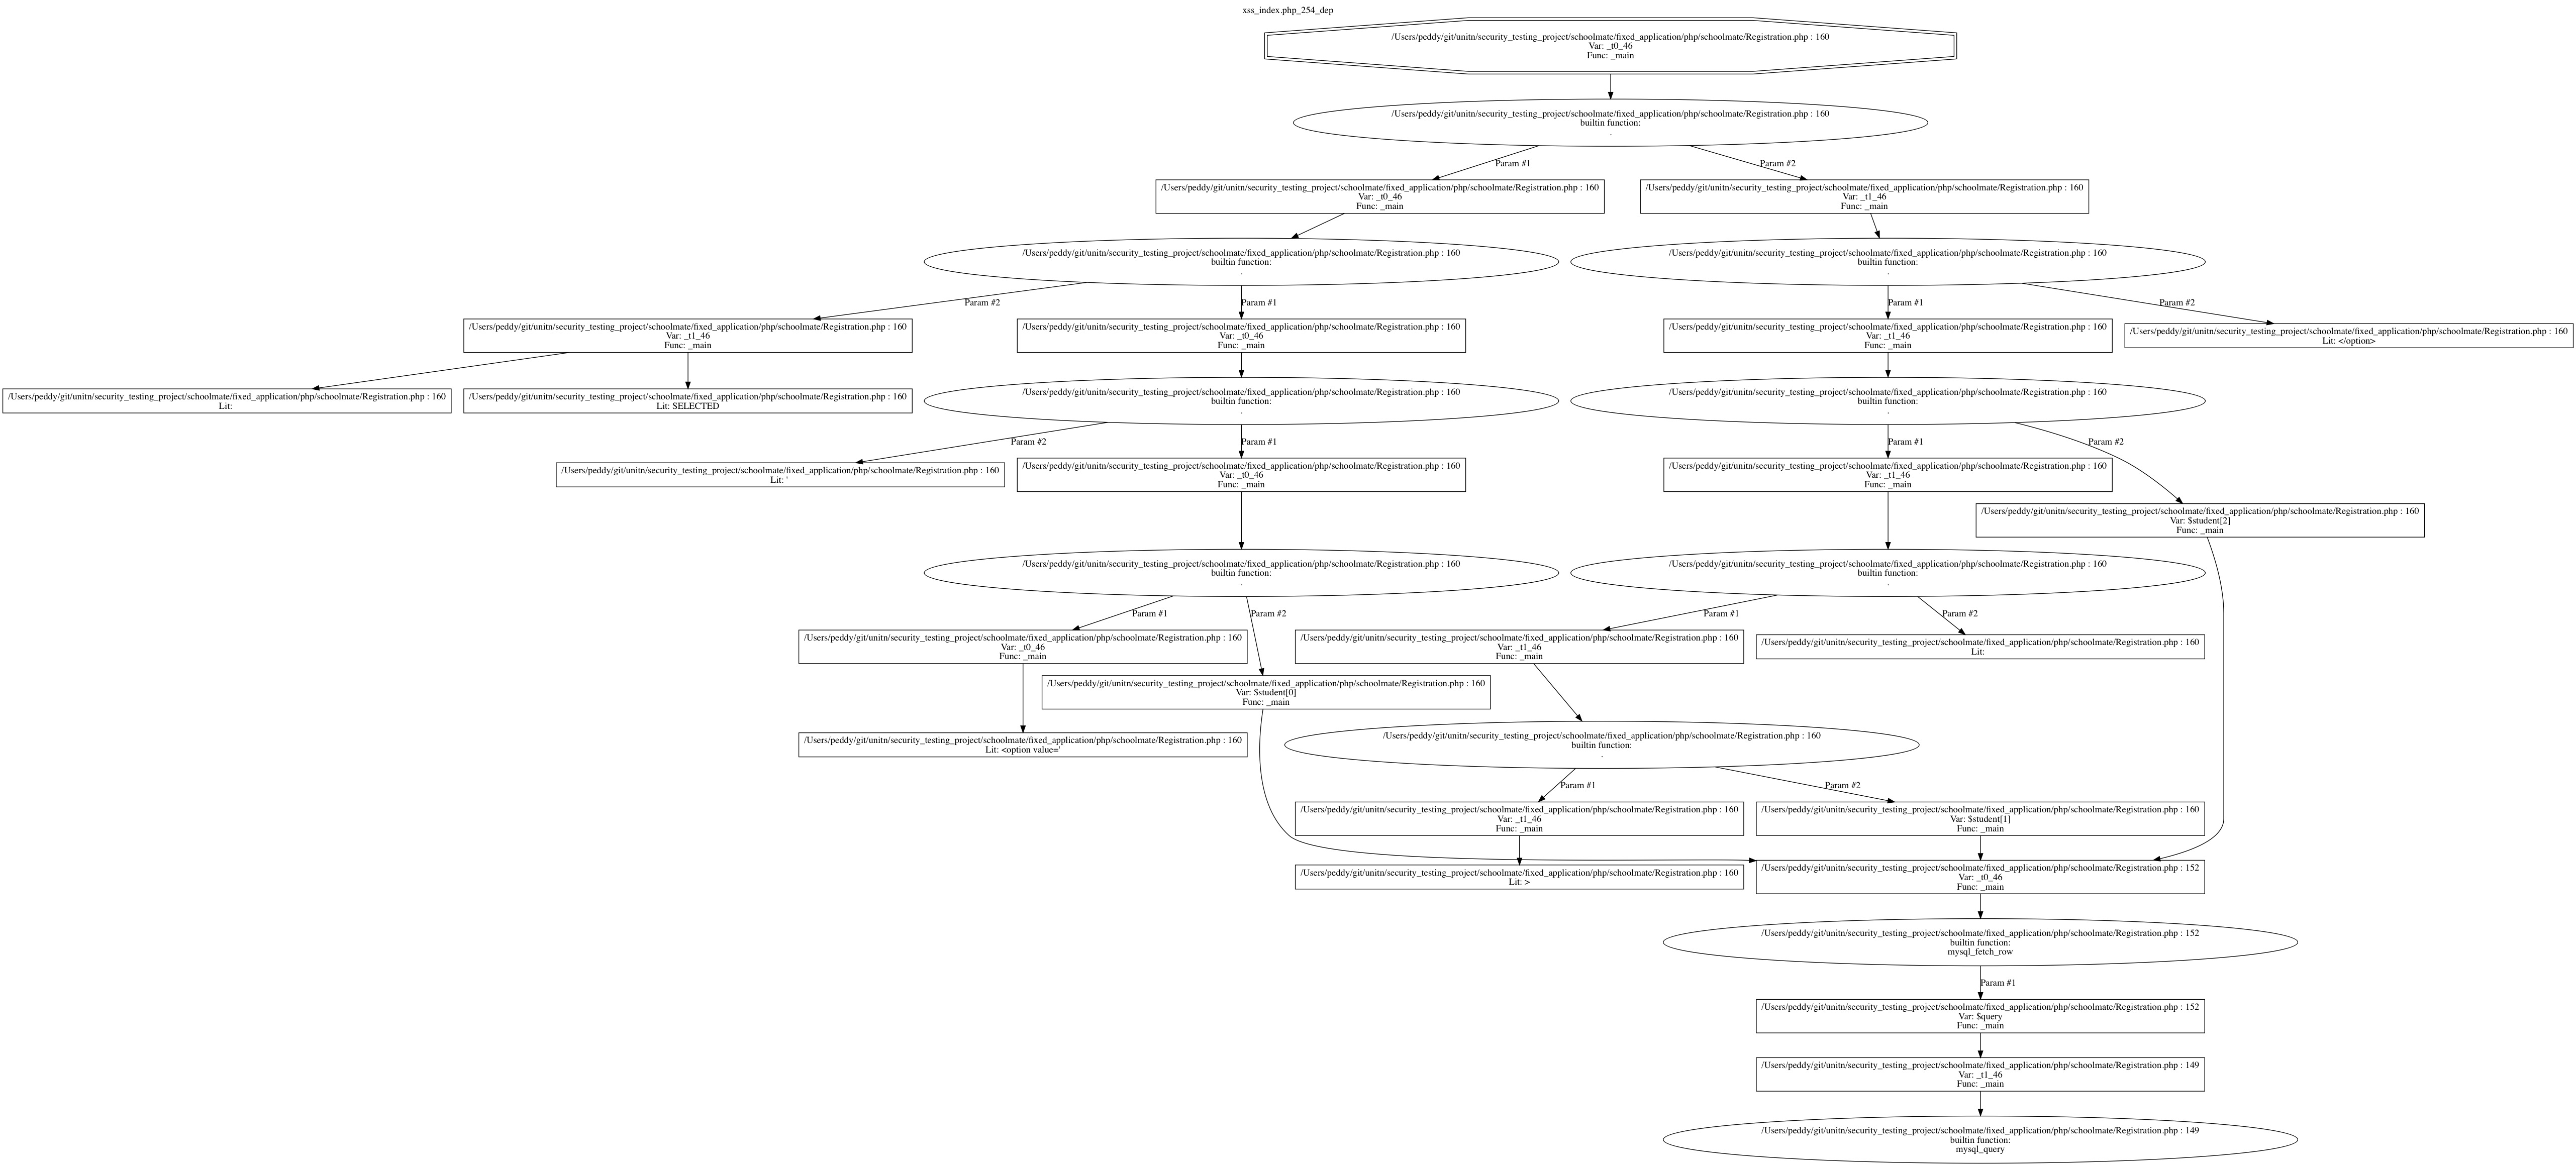 xss_index.php_254_dep
/Users/peddy/git/unitn/security_testing_project/schoolmate/fixed_application/php/schoolmate/Registration.php : 160
Var: _t0_46
Func: _main
/Users/peddy/git/unitn/security_testing_project/schoolmate/fixed_application/php/schoolmate/Registration.php : 160
builtin function:
.
Param #1
Param #2
/Users/peddy/git/unitn/security_testing_project/schoolmate/fixed_application/php/schoolmate/Registration.php : 160
Var: _t0_46
Func: _main
/Users/peddy/git/unitn/security_testing_project/schoolmate/fixed_application/php/schoolmate/Registration.php : 160
Var: _t1_46
Func: _main
/Users/peddy/git/unitn/security_testing_project/schoolmate/fixed_application/php/schoolmate/Registration.php : 160
builtin function:
.
/Users/peddy/git/unitn/security_testing_project/schoolmate/fixed_application/php/schoolmate/Registration.php : 160
builtin function:
.
Param #2
Param #1
Param #1
Param #2
/Users/peddy/git/unitn/security_testing_project/schoolmate/fixed_application/php/schoolmate/Registration.php : 160
Var: _t1_46
Func: _main
/Users/peddy/git/unitn/security_testing_project/schoolmate/fixed_application/php/schoolmate/Registration.php : 160
Var: _t0_46
Func: _main
/Users/peddy/git/unitn/security_testing_project/schoolmate/fixed_application/php/schoolmate/Registration.php : 160
Var: _t1_46
Func: _main
/Users/peddy/git/unitn/security_testing_project/schoolmate/fixed_application/php/schoolmate/Registration.php : 160
Lit: </option>
/Users/peddy/git/unitn/security_testing_project/schoolmate/fixed_application/php/schoolmate/Registration.php : 160
Lit:
/Users/peddy/git/unitn/security_testing_project/schoolmate/fixed_application/php/schoolmate/Registration.php : 160
Lit: SELECTED
/Users/peddy/git/unitn/security_testing_project/schoolmate/fixed_application/php/schoolmate/Registration.php : 160
builtin function:
.
/Users/peddy/git/unitn/security_testing_project/schoolmate/fixed_application/php/schoolmate/Registration.php : 160
builtin function:
.
Param #2
Param #1
Param #1
Param #2
/Users/peddy/git/unitn/security_testing_project/schoolmate/fixed_application/php/schoolmate/Registration.php : 160
Lit: '
/Users/peddy/git/unitn/security_testing_project/schoolmate/fixed_application/php/schoolmate/Registration.php : 160
Var: _t0_46
Func: _main
/Users/peddy/git/unitn/security_testing_project/schoolmate/fixed_application/php/schoolmate/Registration.php : 160
Var: _t1_46
Func: _main
/Users/peddy/git/unitn/security_testing_project/schoolmate/fixed_application/php/schoolmate/Registration.php : 160
Var: $student[2]
Func: _main
/Users/peddy/git/unitn/security_testing_project/schoolmate/fixed_application/php/schoolmate/Registration.php : 160
builtin function:
.
/Users/peddy/git/unitn/security_testing_project/schoolmate/fixed_application/php/schoolmate/Registration.php : 160
builtin function:
.
Param #1
Param #2
Param #1
Param #2
/Users/peddy/git/unitn/security_testing_project/schoolmate/fixed_application/php/schoolmate/Registration.php : 160
Var: _t0_46
Func: _main
/Users/peddy/git/unitn/security_testing_project/schoolmate/fixed_application/php/schoolmate/Registration.php : 160
Var: _t1_46
Func: _main
/Users/peddy/git/unitn/security_testing_project/schoolmate/fixed_application/php/schoolmate/Registration.php : 160
Lit:
/Users/peddy/git/unitn/security_testing_project/schoolmate/fixed_application/php/schoolmate/Registration.php : 160
Var: $student[0]
Func: _main
/Users/peddy/git/unitn/security_testing_project/schoolmate/fixed_application/php/schoolmate/Registration.php : 160
Lit: <option value='
/Users/peddy/git/unitn/security_testing_project/schoolmate/fixed_application/php/schoolmate/Registration.php : 160
builtin function:
.
Param #1
Param #2
/Users/peddy/git/unitn/security_testing_project/schoolmate/fixed_application/php/schoolmate/Registration.php : 160
Var: _t1_46
Func: _main
/Users/peddy/git/unitn/security_testing_project/schoolmate/fixed_application/php/schoolmate/Registration.php : 160
Var: $student[1]
Func: _main
/Users/peddy/git/unitn/security_testing_project/schoolmate/fixed_application/php/schoolmate/Registration.php : 160
Lit: >
/Users/peddy/git/unitn/security_testing_project/schoolmate/fixed_application/php/schoolmate/Registration.php : 152
Var: _t0_46
Func: _main
/Users/peddy/git/unitn/security_testing_project/schoolmate/fixed_application/php/schoolmate/Registration.php : 152
builtin function:
mysql_fetch_row
Param #1
/Users/peddy/git/unitn/security_testing_project/schoolmate/fixed_application/php/schoolmate/Registration.php : 152
Var: $query
Func: _main
/Users/peddy/git/unitn/security_testing_project/schoolmate/fixed_application/php/schoolmate/Registration.php : 149
Var: _t1_46
Func: _main
/Users/peddy/git/unitn/security_testing_project/schoolmate/fixed_application/php/schoolmate/Registration.php : 149
builtin function:
mysql_query